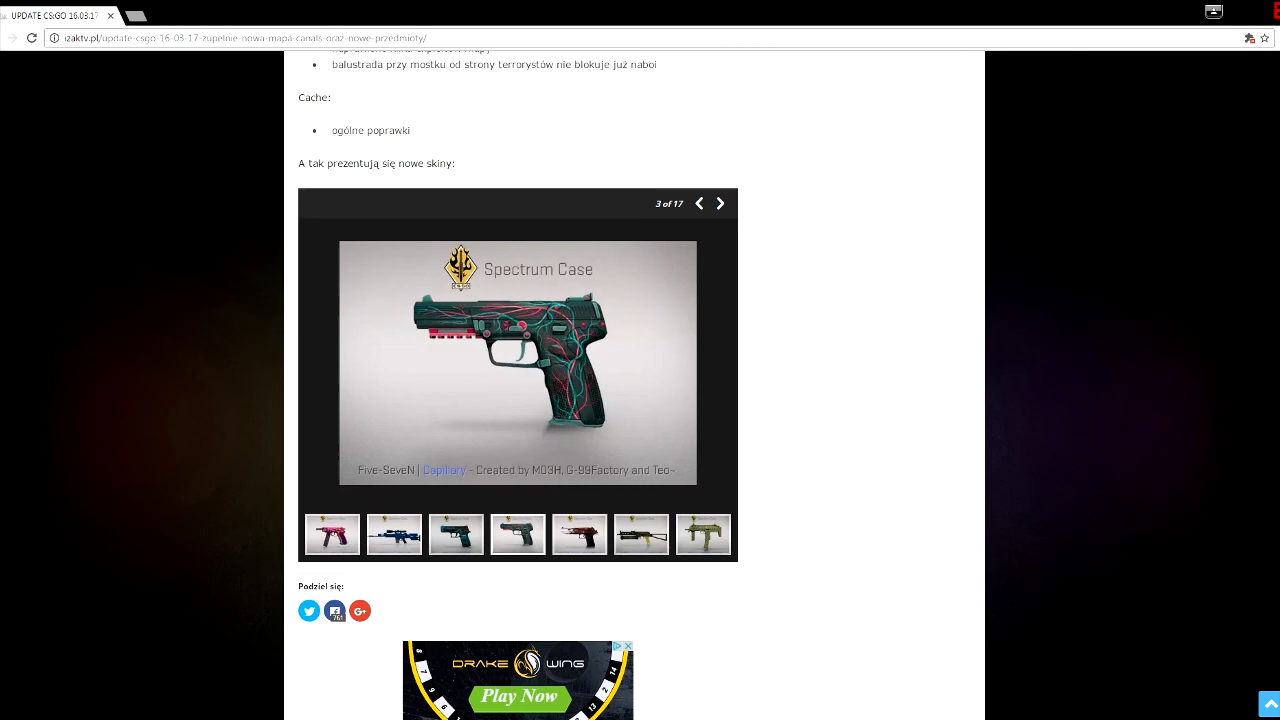 UPDATE CS:GO 16.03.17
izaktv.pl/update-csgo-16-03-17-zupelnie-nowa-mapa-canals-oraz-nowe-przedmioty/
balustrada przy mostku od strony terrorystów nie blokuje już naboi
Cache:
ogólne poprawki
A tak prezentują się nowe skiny:
3 of 17
Spectrum Case
Five-SeveN | Capillary - Created by M03H, G-99Factory and Teo~
Podziel się:
761
DRAKE WING
Play Now